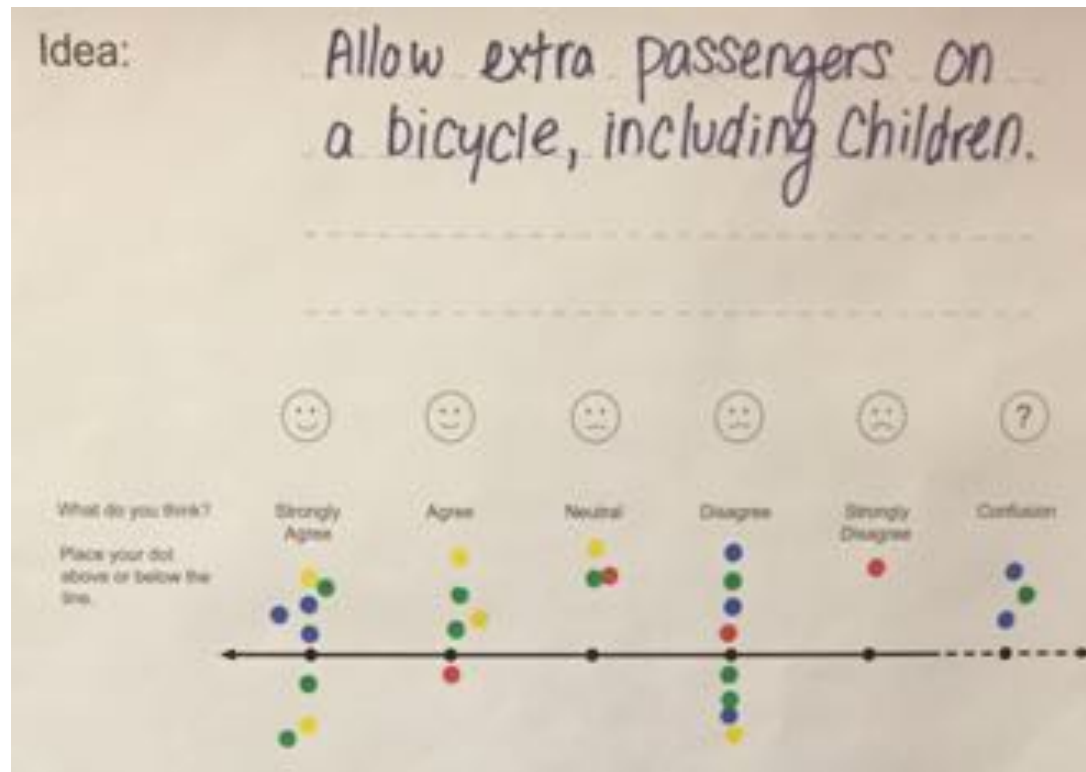 Idea:
Allow extra passengers on
a bicycle, including Children.
?
What do you think?
Strongly
Agree
Agree
Neutral
Disagree
Strongly
Disagree
Confusion
Place your dot
above or below the
line.